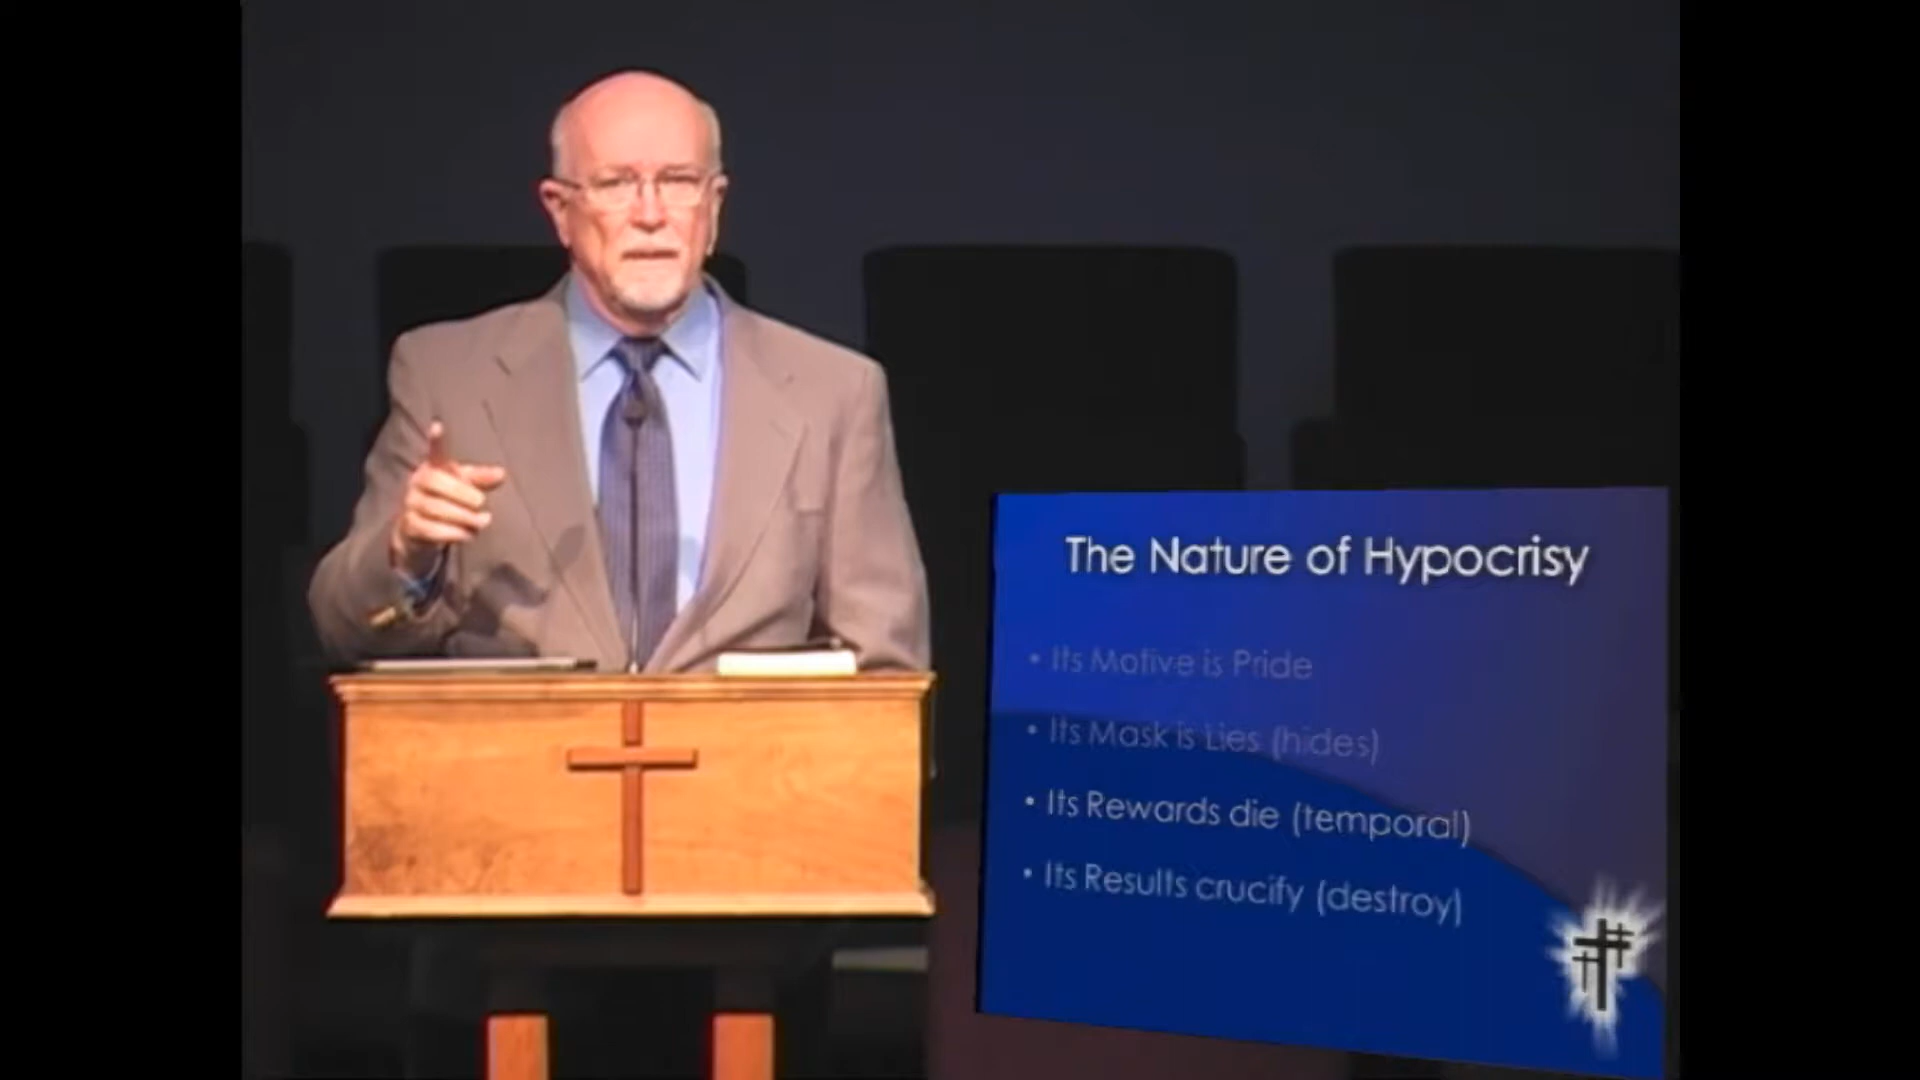 The Nature of Hypocrisy
• Its Motive is Pride
• Its Mask is Lies (hides)
• Its Rewards die (temporal)
• Its Results crucify (destroy)